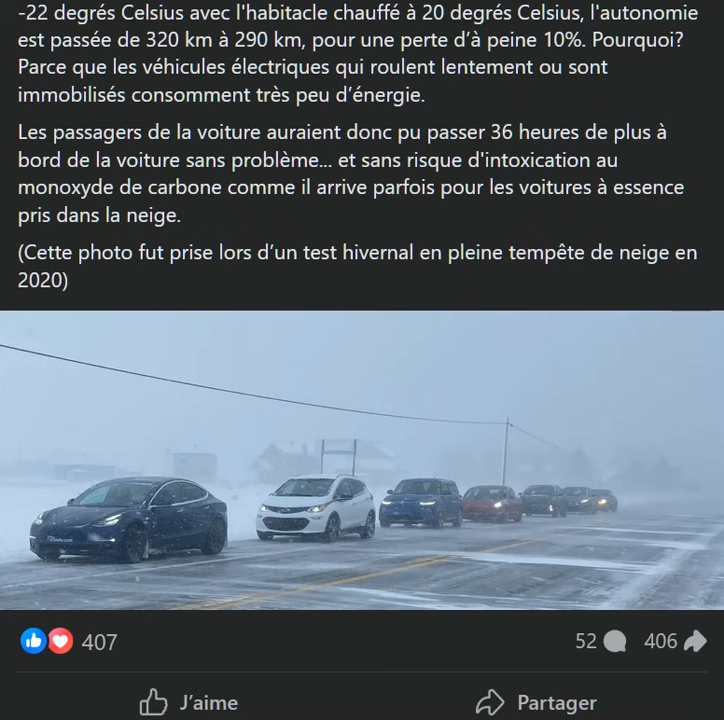 -22 degrés Celsius avec l'habitacle chauffé à 20 degrés Celsius, l'autonomie
est passée de 320 km à 290 km, pour une perte d’à peine 10%. Pourquoi?
Parce que les véhicules électriques qui roulent lentement ou sont
immobilisés consomment très peu d’énergie.
Les passagers de la voiture auraient donc pu passer 36 heures de plus à
bord de la voiture sans problème... et sans risque d'intoxication au
monoxyde de carbone comme il arrive parfois pour les voitures à essence
pris dans la neige.
(Cette photo fut prise lors d’un test hivernal en pleine tempête de neige en
2020)
407
52
406
J’aime
Partager